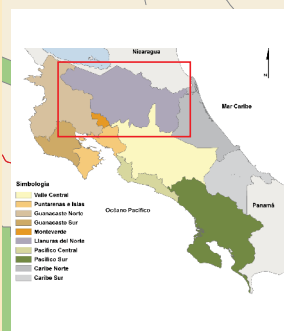 Nicaragua
N
Mar Caribe
Panamá
Océano Pacífico
Simbología
Valle Central
Puntarenas e Islas
Guanacaste Norte
Guanacaste Sur
Monteverde
Llanuras del Norte
Pacífico Central
Pacífico Sur
Caribe Norte
Caribe Sur